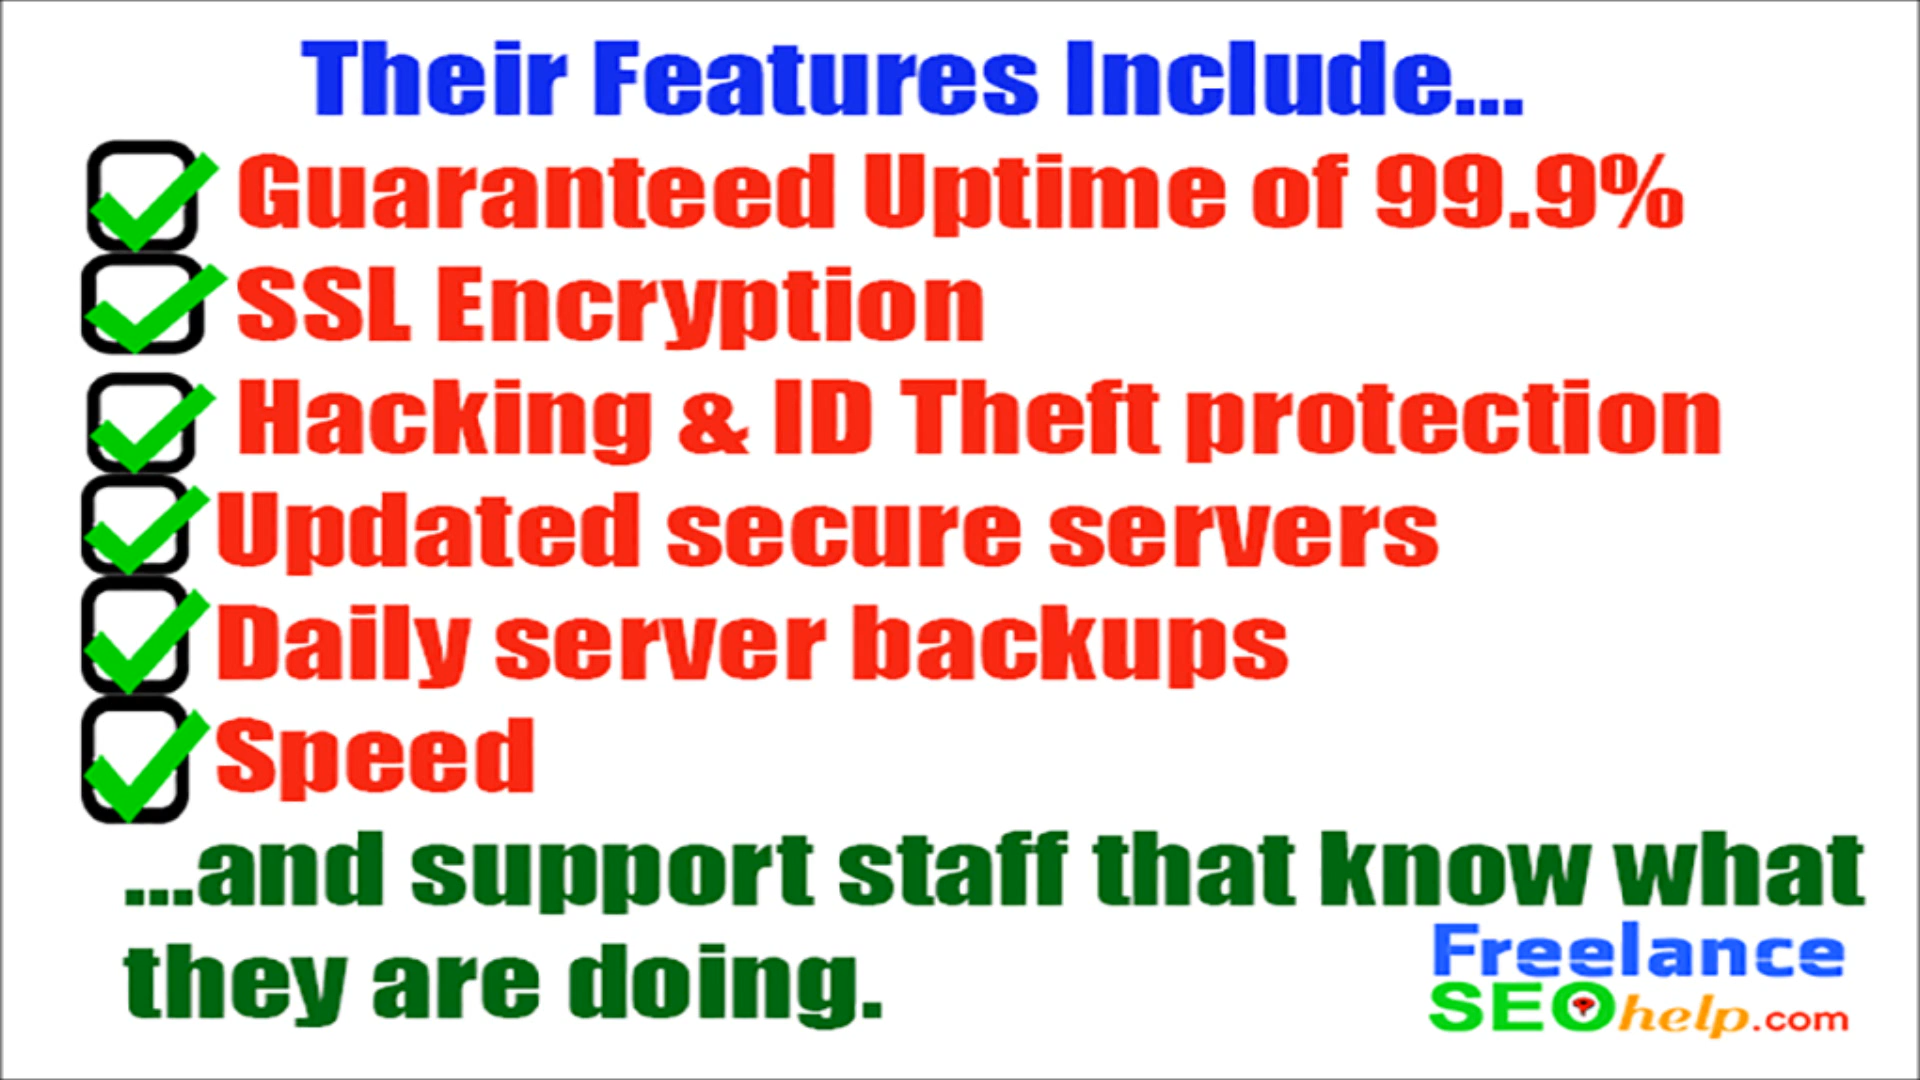 Their Features Include...
Guaranteed Uptime of 99.9%
SSL Encryption
Hacking & ID Theft protection
Updated secure servers
Daily server backups
Speed
...and support staff that know what
they are doing.
Freelance
SEOhelp.com